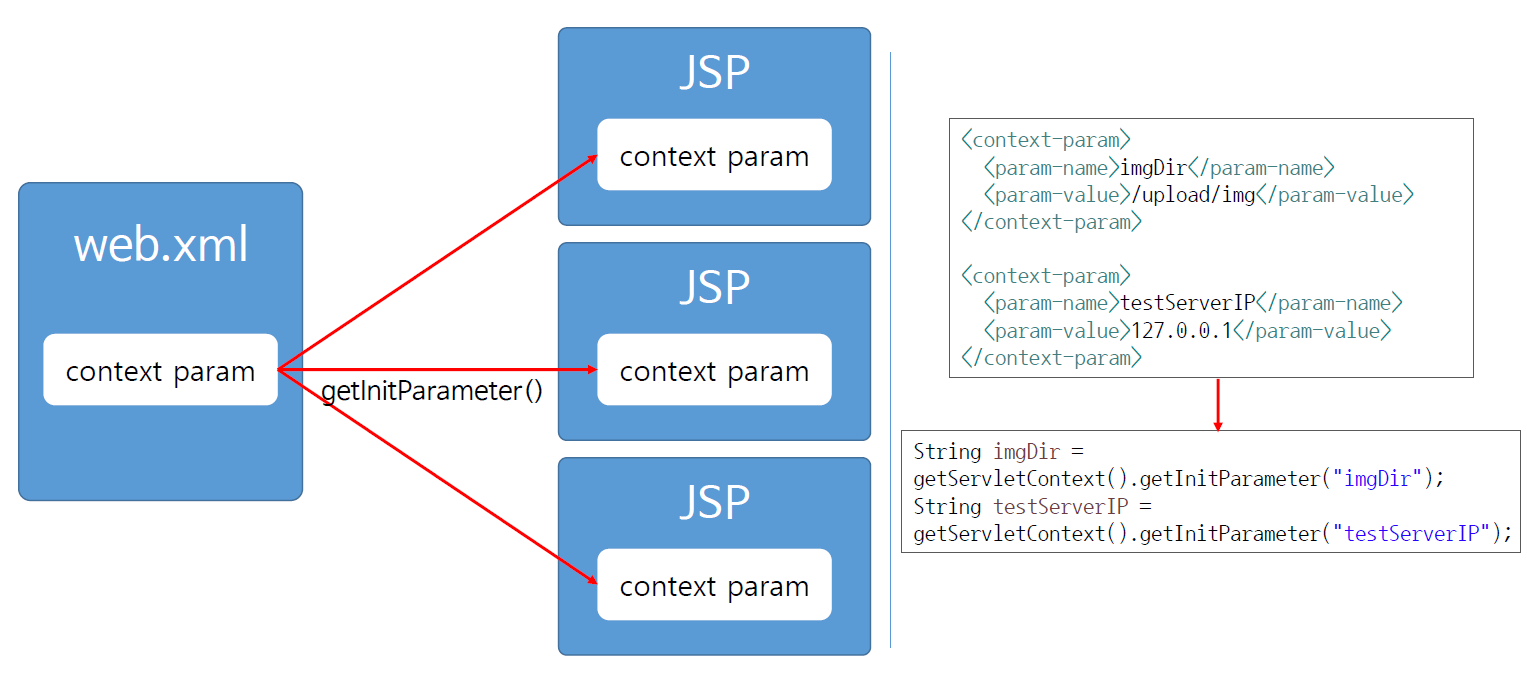 web.xml
context param
getInitParameter()
JSP
context param
JSP
context param
JSP
context param
<context-param>
  <param-name>imgDir</param-name>
  <param-value>/upload/img</param-value>
</context-param>
<context-param>
  <param-name>testServerIP</param-name>
  <param-value>127.0.0.1</param-value>
</context-param>
String imgDir =
getServletContext().getInitParameter("imgDir");
String testServerIP =
getServletContext().getInitParameter("testServerIP");